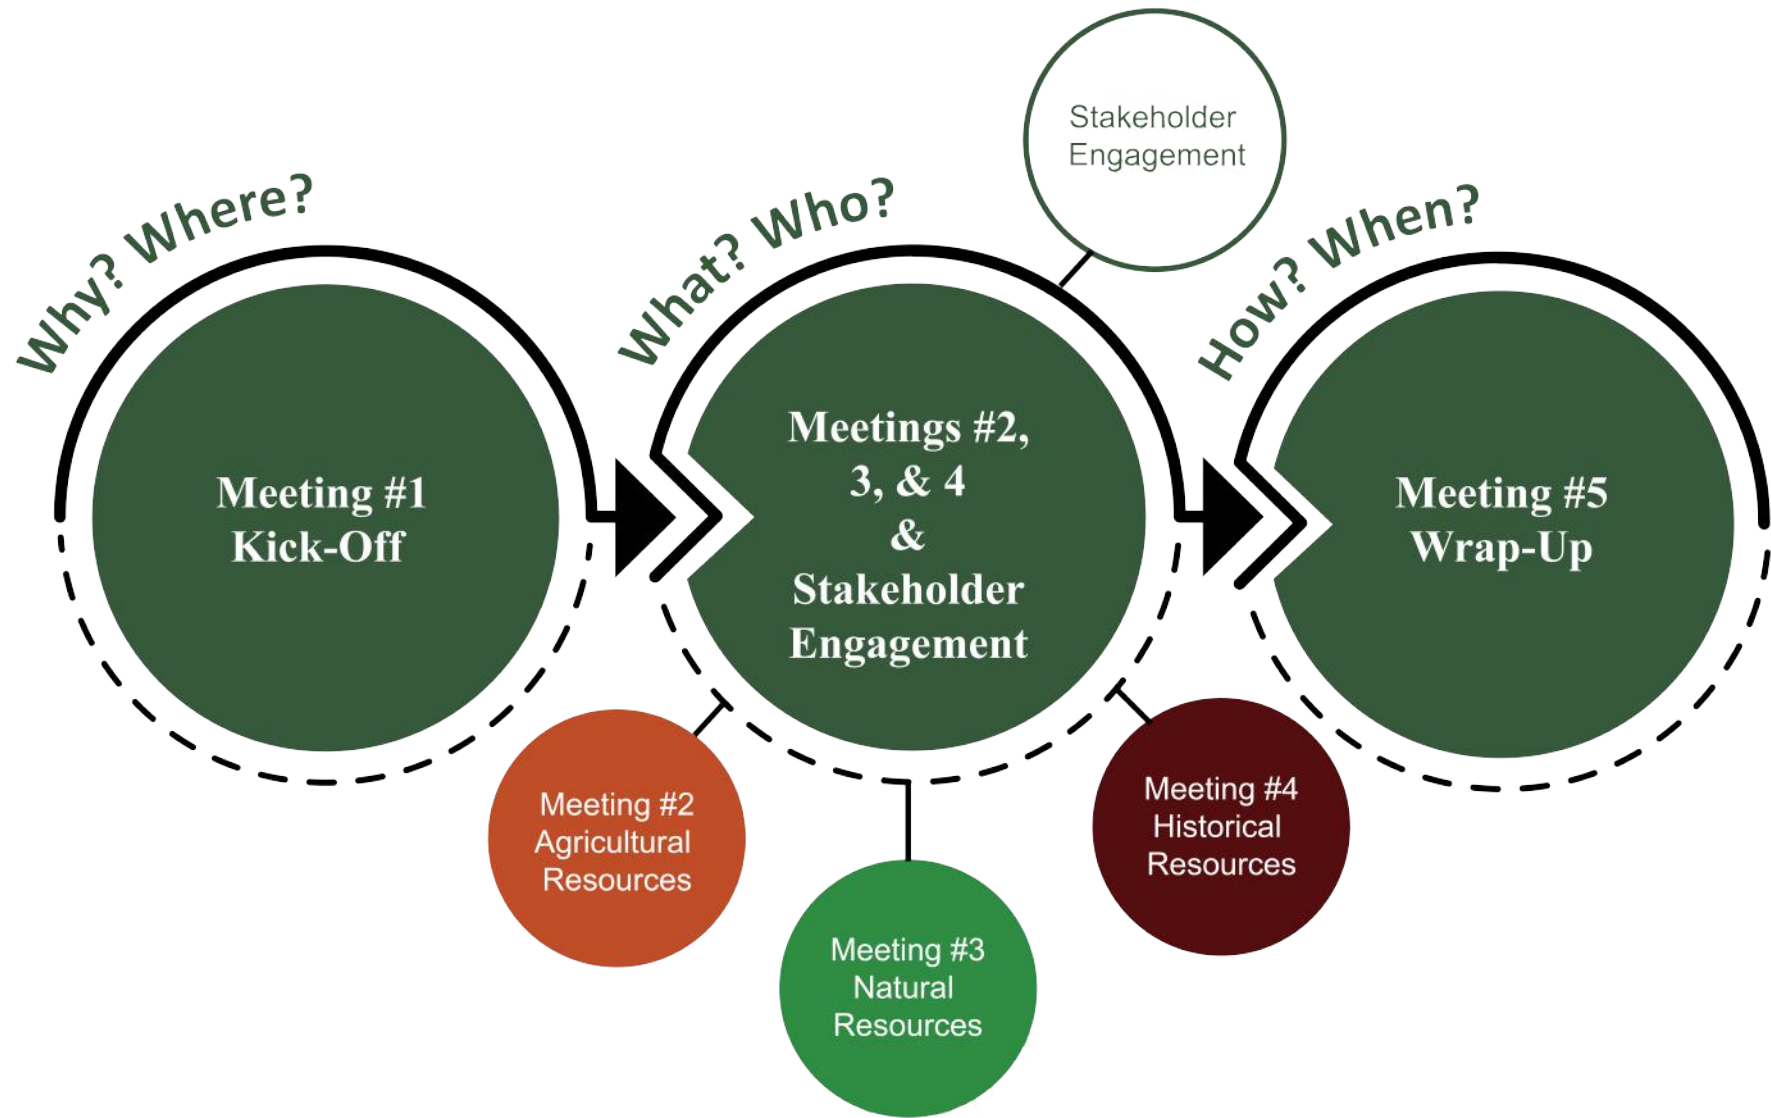 Why? Where?
Meeting #1
Kick-Off
What? Who?
Meetings #2,
3, & 4
&
Stakeholder
Engagement
Stakeholder
Engagement
Meeting #2
Agricultural
Resources
Meeting #3
Natural
Resources
Meeting #4
Historical
Resources
How? When?
Meeting #5
Wrap-Up